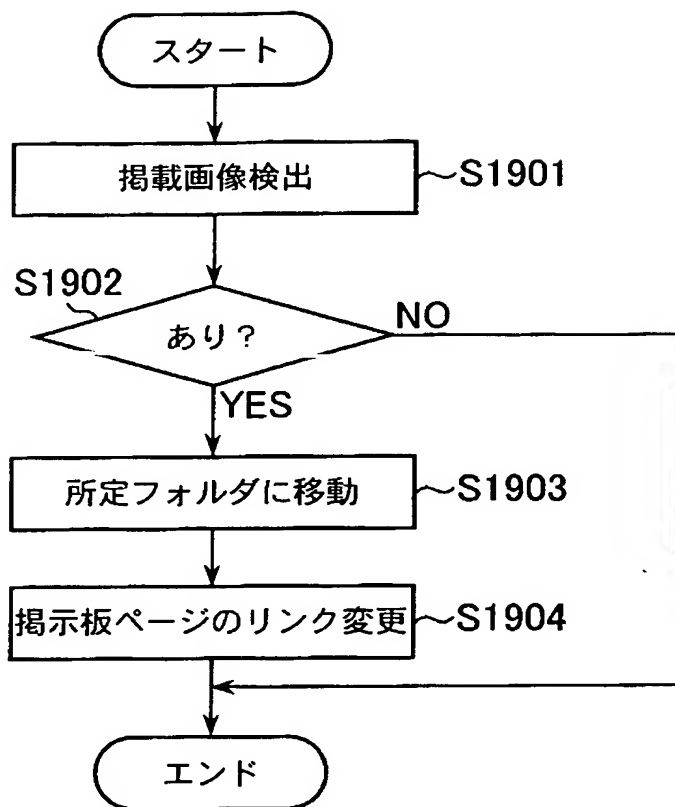 スタート
掲載画像検出
S1901
S1902
あり?
NO
YES
所定フォルダに移動
S1903
掲示板ページのリンク変更
S1904
エンド